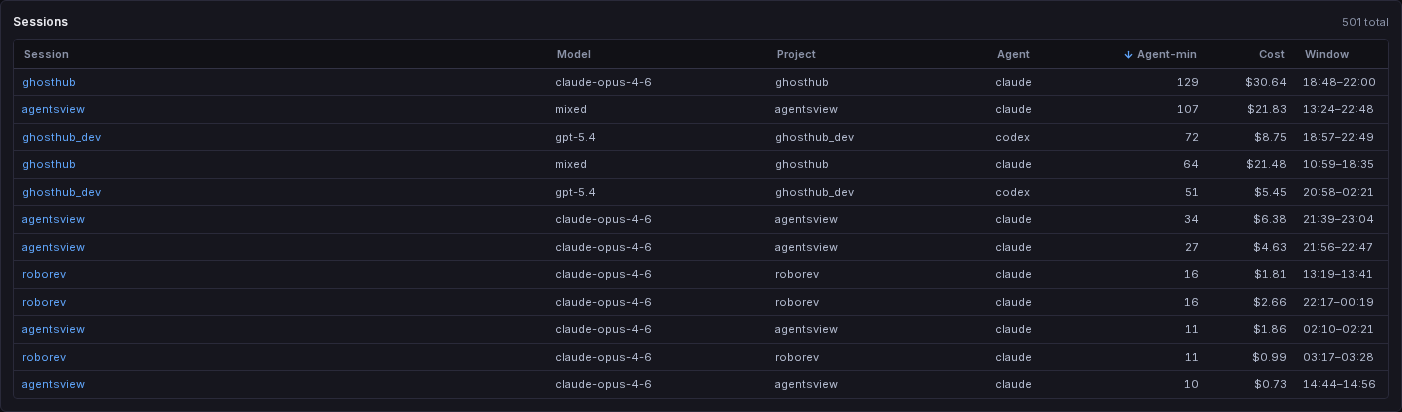 Sessions 501 total
Session Model Project Agent ↓ Agent-min Cost Window
ghosthub claude-opus-4-6 ghosthub claude 129 $30.64 18:48–22:00
agentsview mixed agentsview claude 107 $21.83 13:24–22:48
ghosthub_dev gpt-5.4 ghosthub_dev codex 72 $8.75 18:57–22:49
ghosthub mixed ghosthub claude 64 $21.48 10:59–18:35
ghosthub_dev gpt-5.4 ghosthub_dev codex 51 $5.45 20:58–02:21
agentsview claude-opus-4-6 agentsview claude 34 $6.38 21:39–23:04
agentsview claude-opus-4-6 agentsview claude 27 $4.63 21:56–22:47
roborev claude-opus-4-6 roborev claude 16 $1.81 13:19–13:41
roborev claude-opus-4-6 roborev claude 16 $2.66 22:17–00:19
agentsview claude-opus-4-6 agentsview claude 11 $1.86 02:10–02:21
roborev claude-opus-4-6 roborev claude 11 $0.99 03:17–03:28
agentsview claude-opus-4-6 agentsview claude 10 $0.73 14:44–14:56